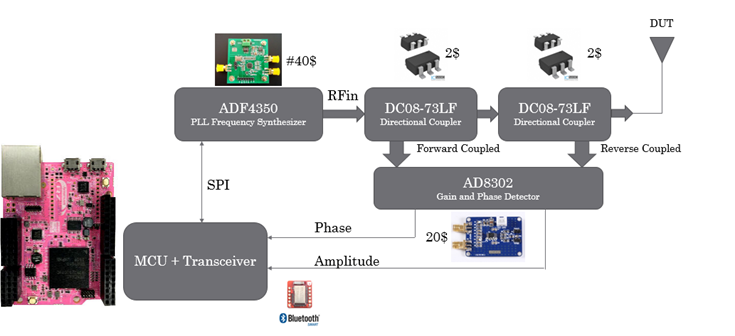 DUT
#40$
2$
2$
ADF4350
PLL Frequency Synthesizer
RFin
DC08-73LF
Directional Coupler
DC08-73LF
Directional Coupler
Forward Coupled
Reverse Coupled
SPI
AD8302
Gain and Phase Detector
Phase
20$
MCU + Transceiver
Amplitude
Bluetooth
SMART